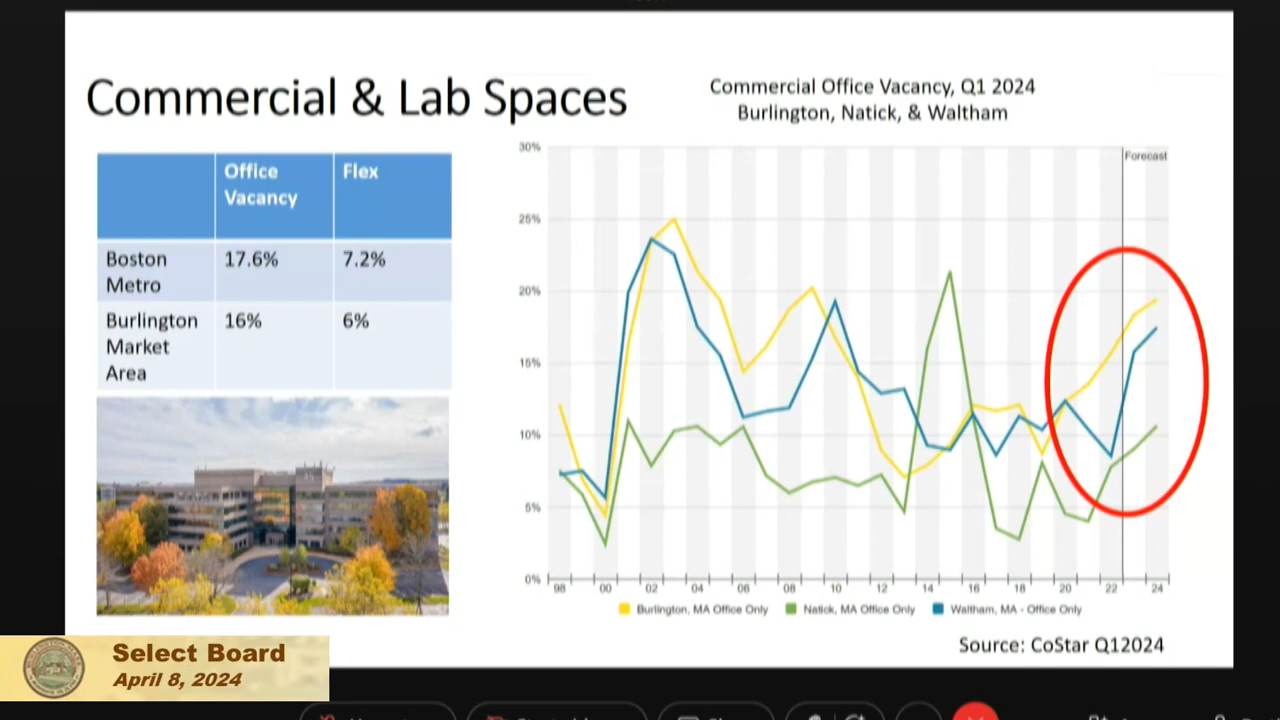 Commercial & Lab Spaces
Office
Vacancy
Flex
Boston
Metro
17.6%
7.2%
Burlington
Market
Area
16%
6%
Commercial Office Vacancy, Q1 2024
Burlington, Natick, & Waltham
Forecast
30%
25%
20%
15%
10%
5%
0%
98 00 02 04 06 08 10 12 14 16 18 20 22 24
Burlington, MA Office Only Natick, MA Office Only Waltham, MA - Office Only
Source: CoStar Q12024
Select Board
April 8, 2024